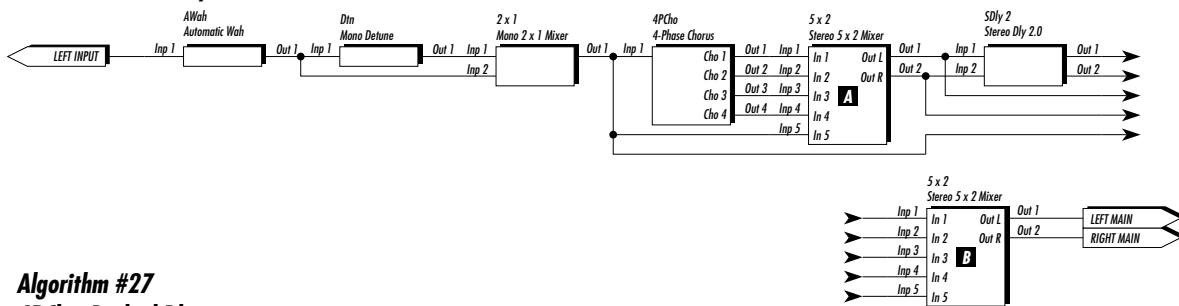 AWah
Automatic Wah
Dtn
Mono Detune
2 x 1
Mono 2 x 1 Mixer
4PCho
4-Phase Chorus
5 x 2
Stereo 5 x 2 Mixer
SDly 2
Stereo Dly 2.0
LEFT INPUT
Inp 1
Out 1
Inp 1
Out 1
Inp 1
Inp 2
Out 1
Inp 1
Cho 1
Cho 2
Cho 3
Cho 4
Out 1
Out 2
Out 3
Out 4
Inp 1
Inp 2
Inp 3
Inp 4
Inp 5
In 1
In 2
In 3
In 4
In 5
A
Out L
Out R
Out 1
Out 2
Inp 1
Inp 2
Out 1
Out 2
5 x 2
Stereo 5 x 2 Mixer
Inp 1
Inp 2
Inp 3
Inp 4
Inp 5
In 1
In 2
In 3
In 4
In 5
B
Out L
Out R
Out 1
Out 2
LEFT MAIN
RIGHT MAIN
Algorithm #27